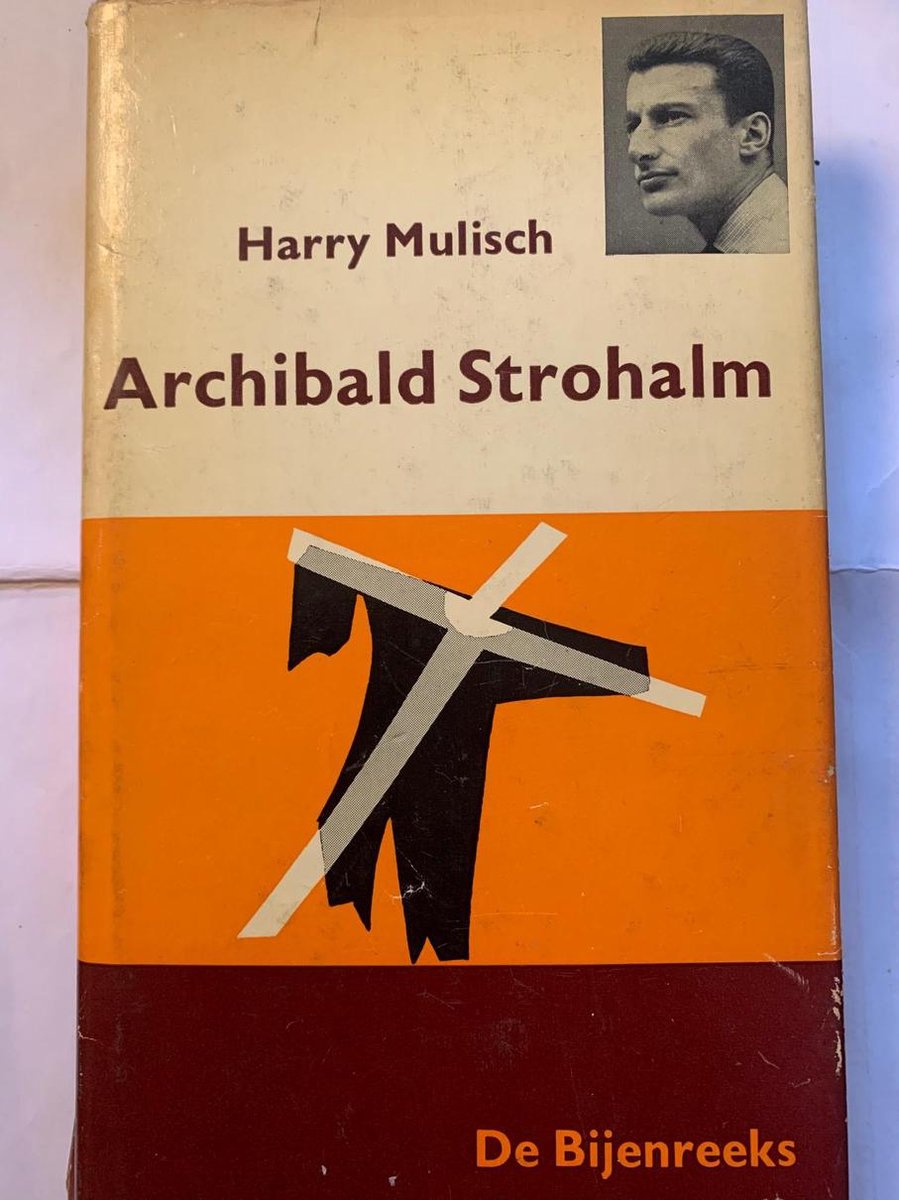 Harry Mulisch
Archibald Strohalm
De Bijenreeks